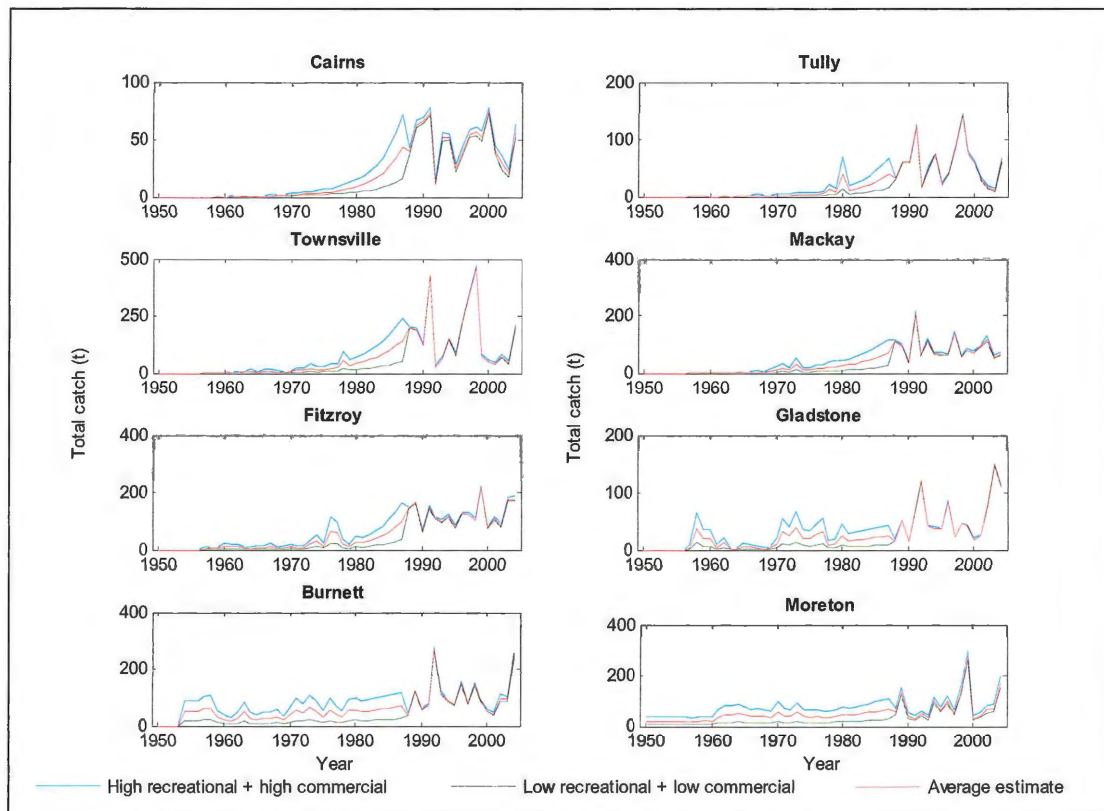 Cairns
Tully
100
50
0
1950 1960 1970 1980 1990 2000
200
100
0
1950 1960 1970 1980 1990 2000
Townsville
Mackay
500
250
0
1950 1960 1970 1980 1990 2000
400
200
0
1950 1960 1970 1980 1990 2000
Total catch (t)
Total catch (t)
Fitzroy
Gladstone
400
200
0
1950 1960 1970 1980 1990 2000
200
100
0
1950 1960 1970 1980 1990 2000
Burnett
Moreton
400
200
0
1950 1960 1970 1980 1990 2000
400
200
0
1950 1960 1970 1980 1990 2000
Year
Year
High recreational + high commercial
Low recreational + low commercial
Average estimate